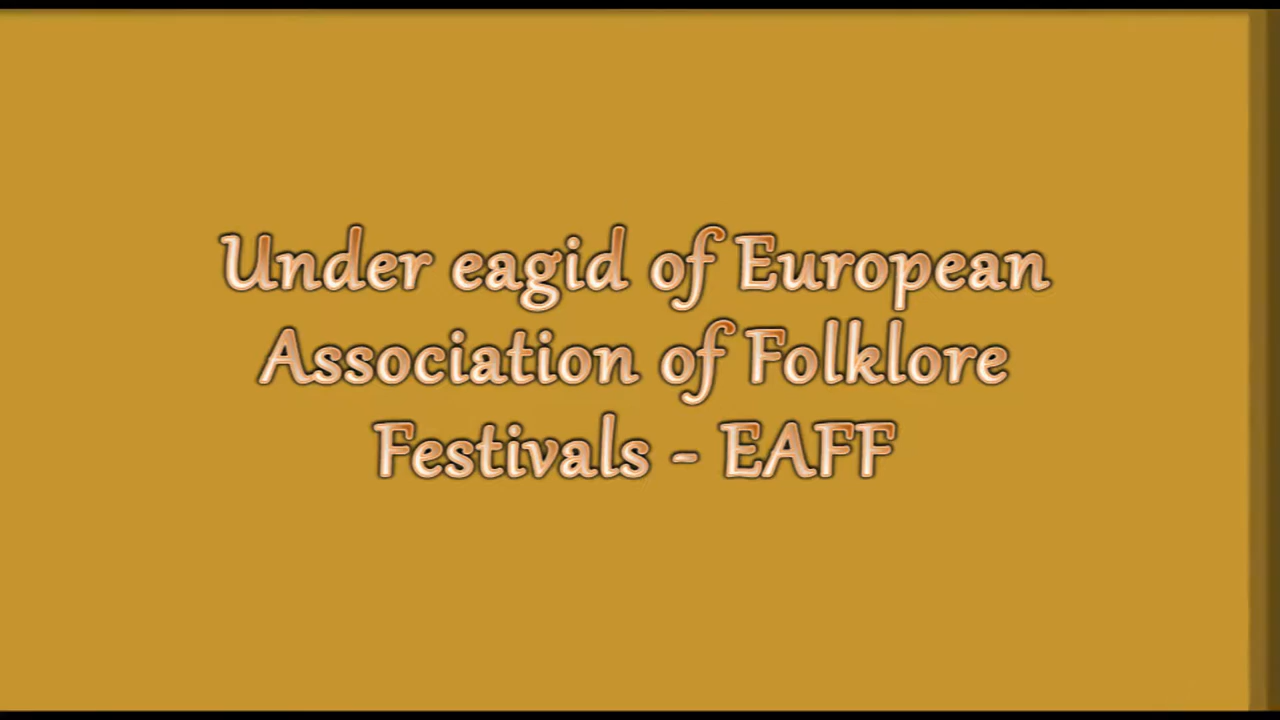 Under eagid of European
Association of Folklore
Festivals - EAFF